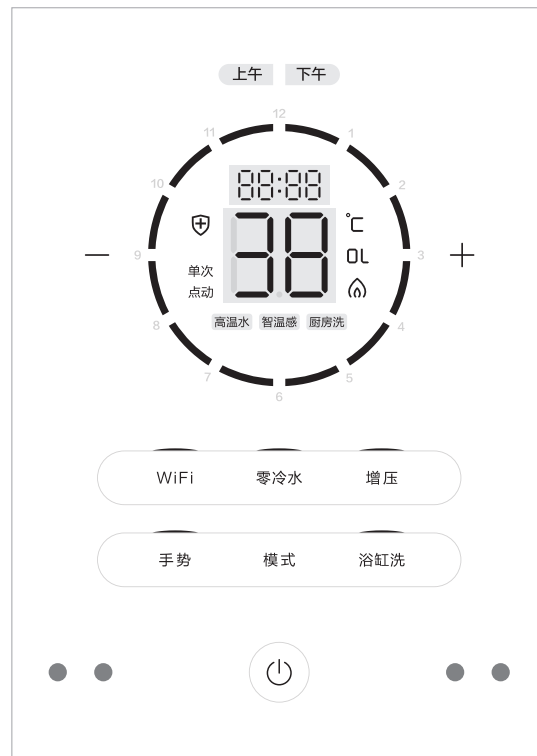 上午 下午
12
11 1
10 2
88:88
9 3
38 ℃
0L
单次
点动
8 4
高温水 智温感 厨房洗
7 5
6
WiFi 零冷水 增压
手势 模式 浴缸洗